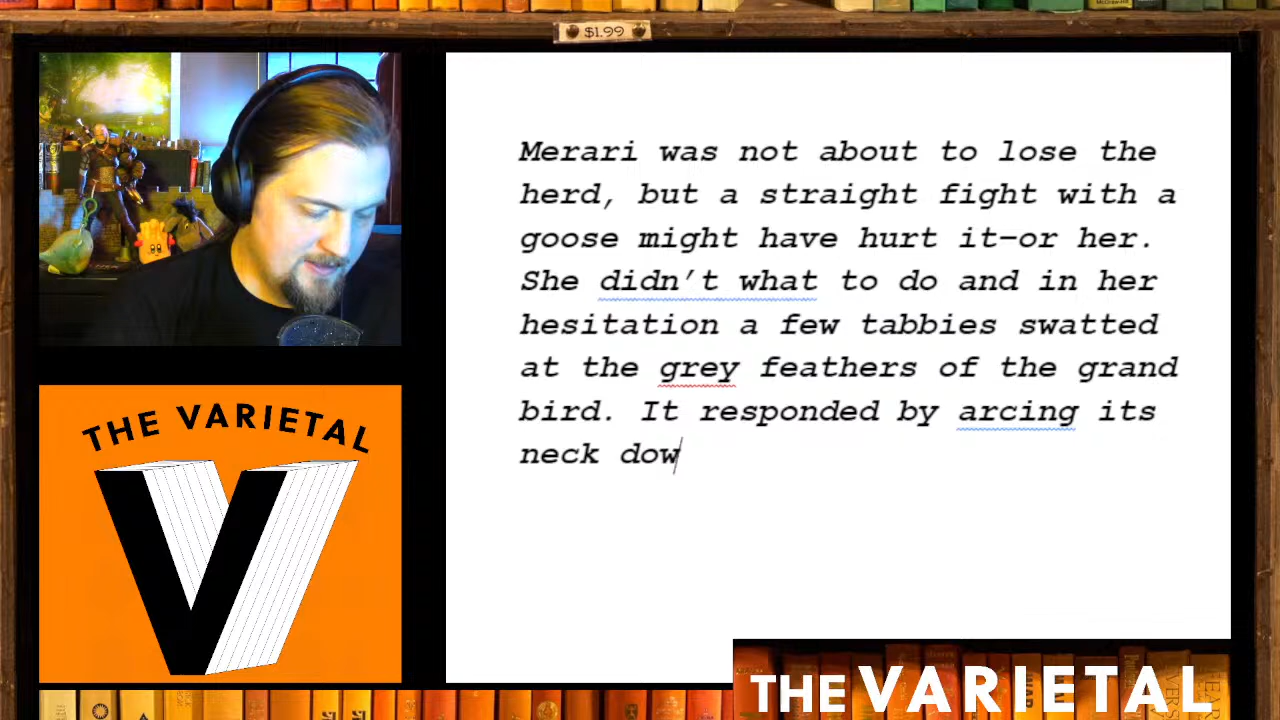 $1.99
Merari was not about to lose the
herd, but a straight fight with a
goose might have hurt it–or her.
She didn't what to do and in her
hesitation a few tabbies swatted
at the grey feathers of the grand
bird. It responded by arcing its
neck dow
THE VARIETAL
THE VARIETAL